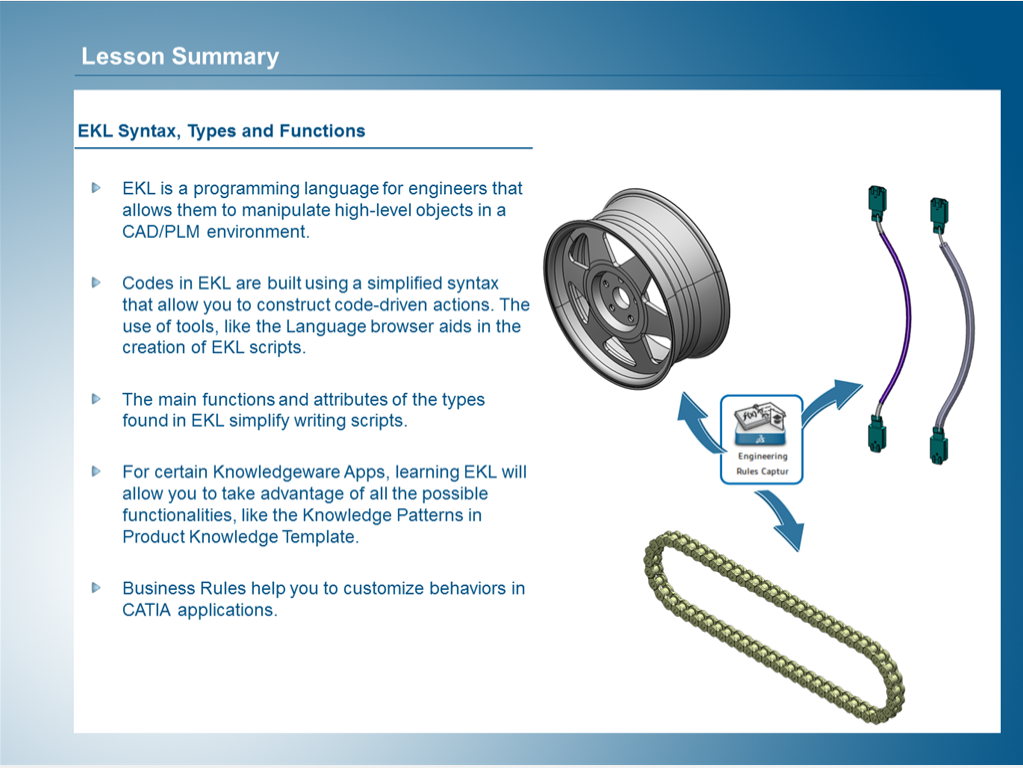 Lesson Summary
EKL Syntax, Types and Functions
EKL is a programming language for engineers that
allows them to manipulate high-level objects in a
CAD/PLM environment.
Codes in EKL are built using a simplified syntax
that allow you to construct code-driven actions. The
use of tools, like the Language browser aids in the
creation of EKL scripts.
The main functions and attributes of the types
found in EKL simplify writing scripts.
For certain Knowledgeware Apps, learning EKL will
allow you to take advantage of all the possible
functionalities, like the Knowledge Patterns in
Product Knowledge Template.
Business Rules help you to customize behaviors in
CATIA applications.
f(x)
Engineering
Rules Captur